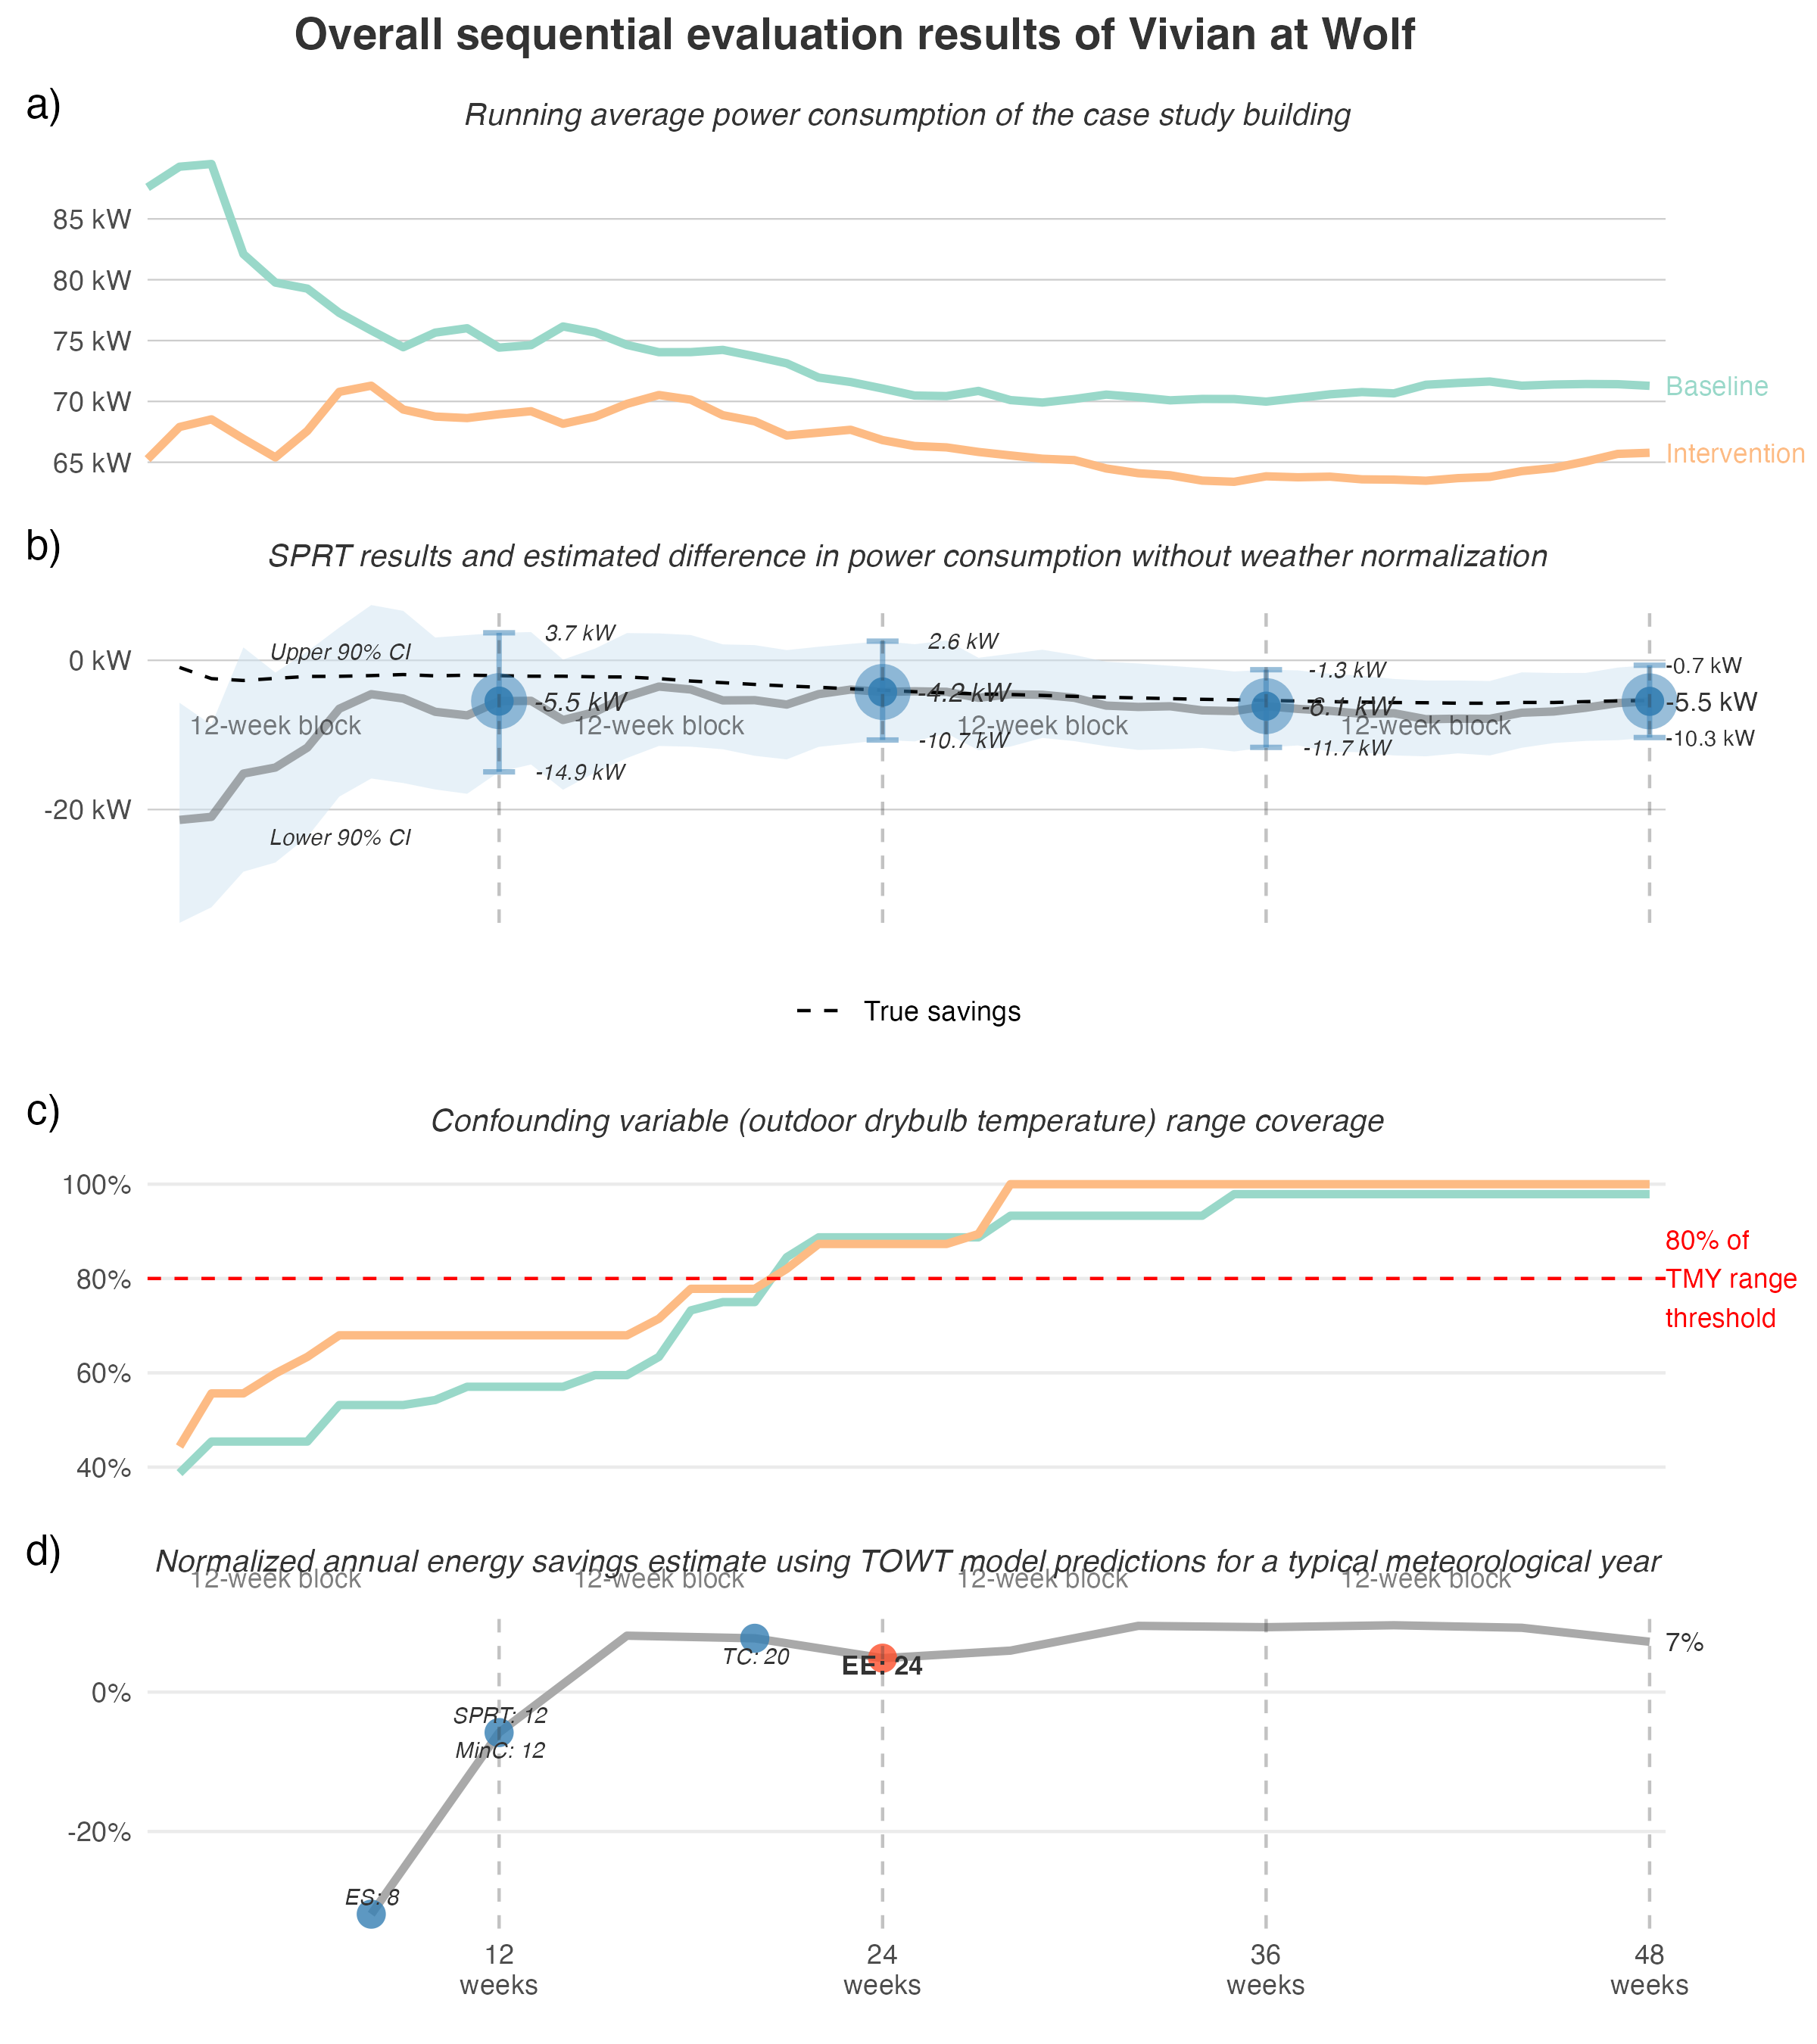 Overall sequential evaluation results of Vivian at Wolf
a)
Running average power consumption of the case study building
85 kW
80 kW
75 kW
70 kW
65 kW
Baseline
Intervention
b)
SPRT results and estimated difference in power consumption without weather normalization
0 kW
-20 kW
Upper 90% CI
Lower 90% CI
12-week block
12-week block
12-week block
12-week block
3.7 kW
-5.5 kW
-14.9 kW
2.6 kW
-4.2 kW
-10.7 kW
-1.3 kW
-6.1 kW
-11.7 kW
-0.7 kW
-5.5 kW
-10.3 kW
True savings
c)
Confounding variable (outdoor drybulb temperature) range coverage
100%
80%
60%
40%
80% of
TMY range
threshold
d)
Normalized annual energy savings estimate using TOWT model predictions for a typical meteorological year
12-week block
12-week block
12-week block
12-week block
0%
-20%
ES: 8
SPRT: 12
MinC: 12
TC: 20
EE: 24
7%
12
weeks
24
weeks
36
weeks
48
weeks